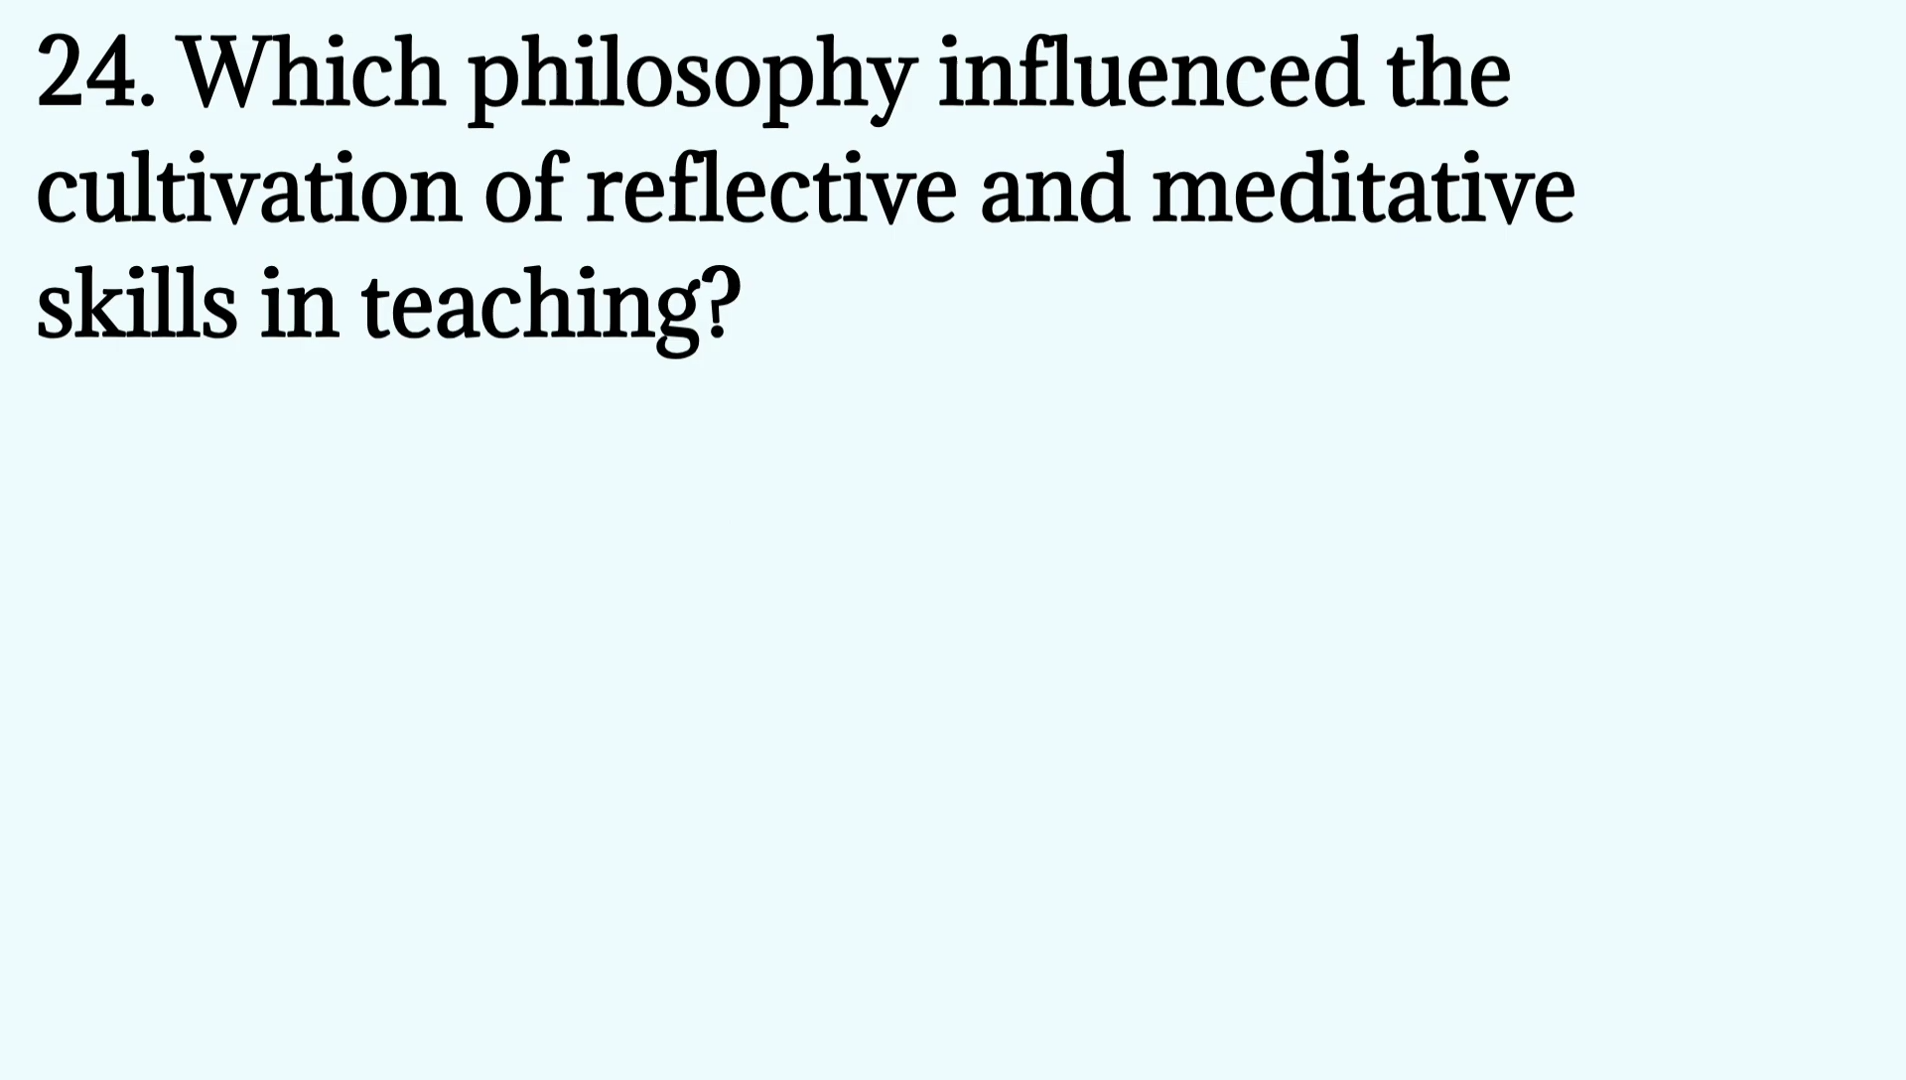 24. Which philosophy influenced the
cultivation of reflective and meditative
skills in teaching?